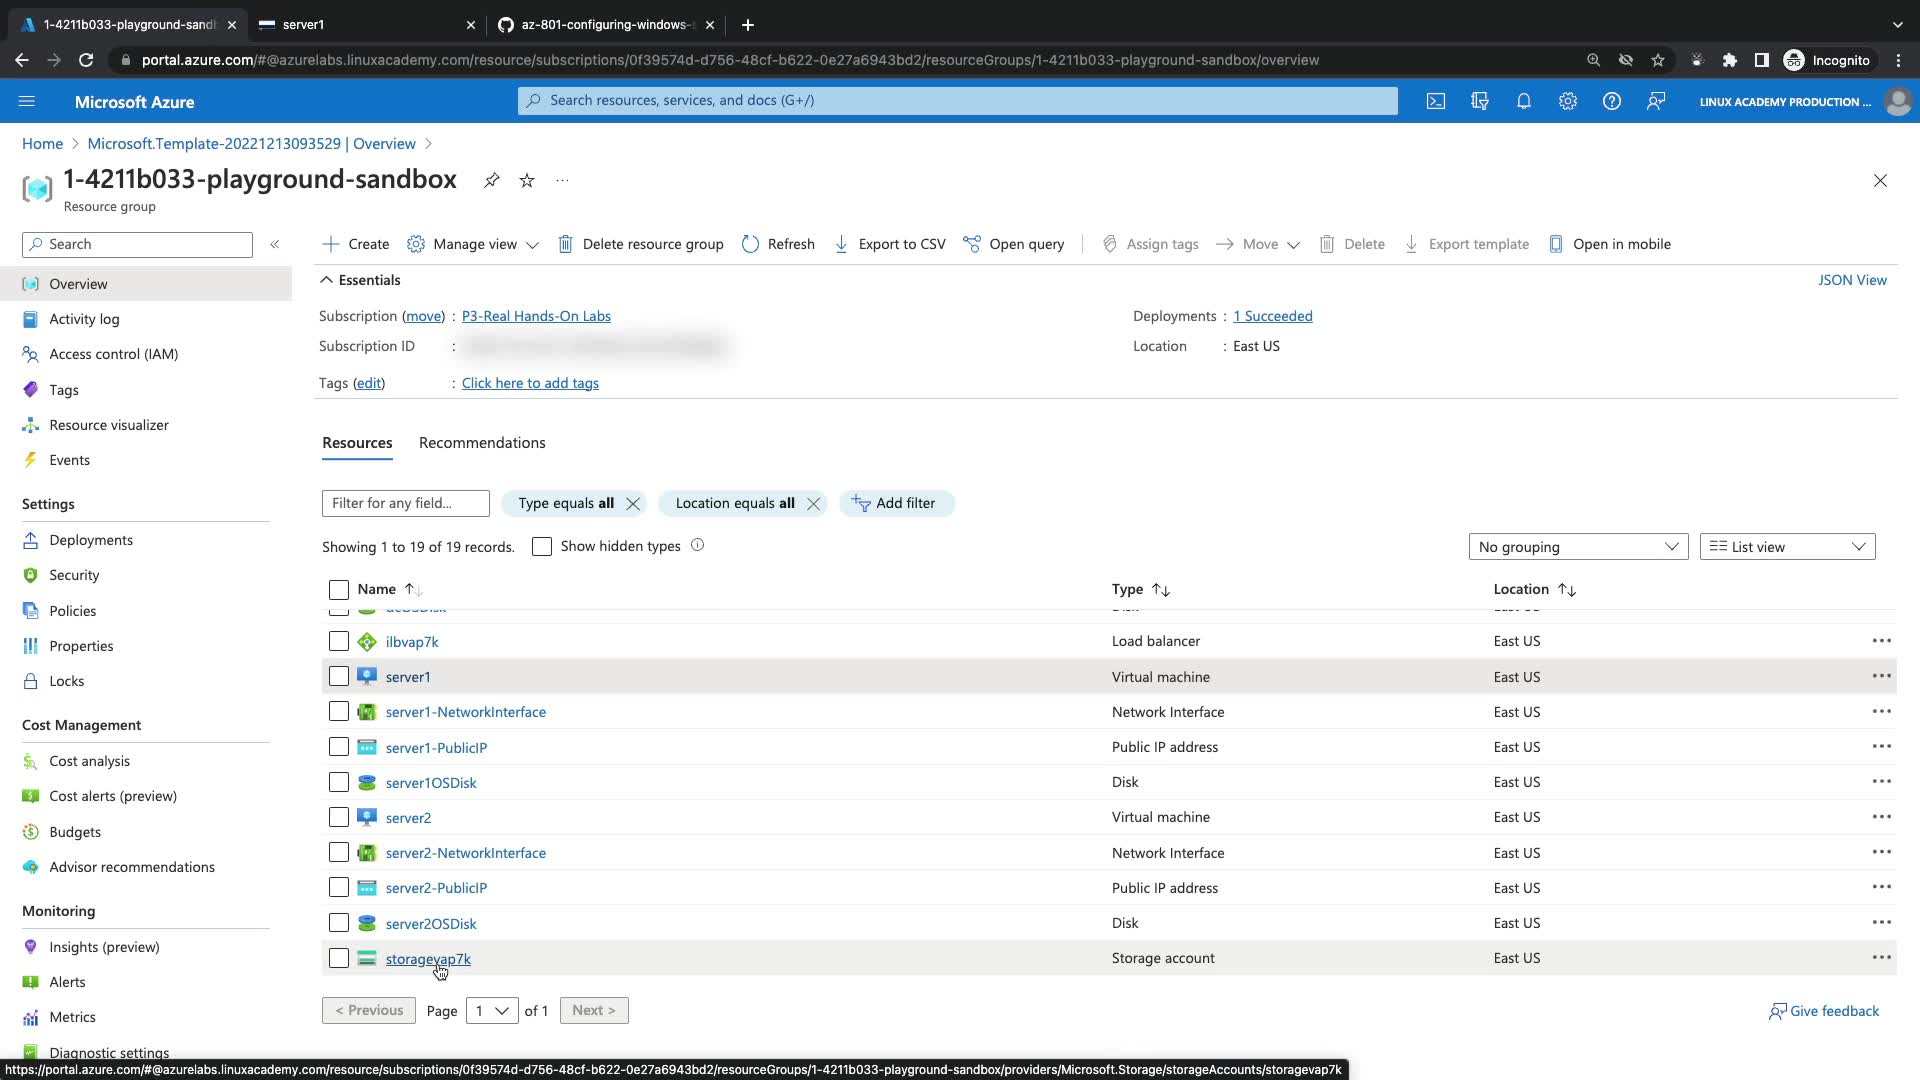 1-4211b033-playground-sandb
server1
az-801-configuring-windows-s
portal.azure.com/#@azurelabs.linuxacademy.com/resource/subscriptions/0f39574d-d756-48cf-b622-0e27a6943bd2/resourceGroups/1-4211b033-playground-sandbox/overview
Incognito
Microsoft Azure
Search resources, services, and docs (G+/)
LINUX ACADEMY PRODUCTION ...
Home > Microsoft.Template-20221213093529 | Overview >
1-4211b033-playground-sandbox ...
Resource group
Search
Create
Manage view
Delete resource group
Refresh
Export to CSV
Open query
Assign tags
Move
Delete
Export template
Open in mobile
Overview
Activity log
Access control (IAM)
Tags
Resource visualizer
Events
Settings
Deployments
Security
Policies
Properties
Locks
Cost Management
Cost analysis
Cost alerts (preview)
Budgets
Advisor recommendations
Monitoring
Insights (preview)
Alerts
Metrics
Diagnostic settings
Essentials
JSON View
Subscription (move) : P3-Real Hands-On Labs
Deployments : 1 Succeeded
Subscription ID :
Location : East US
Tags (edit) : Click here to add tags
Resources
Recommendations
Filter for any field...
Type equals all
Location equals all
Add filter
Showing 1 to 19 of 19 records.
Show hidden types
No grouping
List view
Name Type Location
ilbvap7k Load balancer East US
server1 Virtual machine East US
server1-NetworkInterface Network Interface East US
server1-PublicIP Public IP address East US
server1OSDisk Disk East US
server2 Virtual machine East US
server2-NetworkInterface Network Interface East US
server2-PublicIP Public IP address East US
server2OSDisk Disk East US
storagevap7k Storage account East US
< Previous Page 1 of 1 Next >
Give feedback
https://portal.azure.com/#@azurelabs.linuxacademy.com/resource/subscriptions/0f39574d-d756-48cf-b622-0e27a6943bd2/resourceGroups/1-4211b033-playground-sandbox/providers/Microsoft.Storage/storageAccounts/storagevap7k